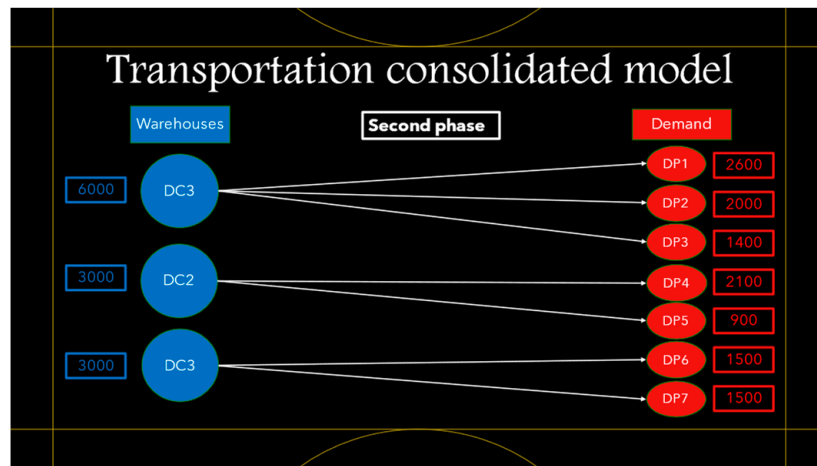 Transportation consolidated model
Warehouses
Second phase
Demand
6000
DC3
DP1
2600
DP2
2000
DP3
1400
3000
DC2
DP4
2100
DP5
900
3000
DC3
DP6
1500
DP7
1500